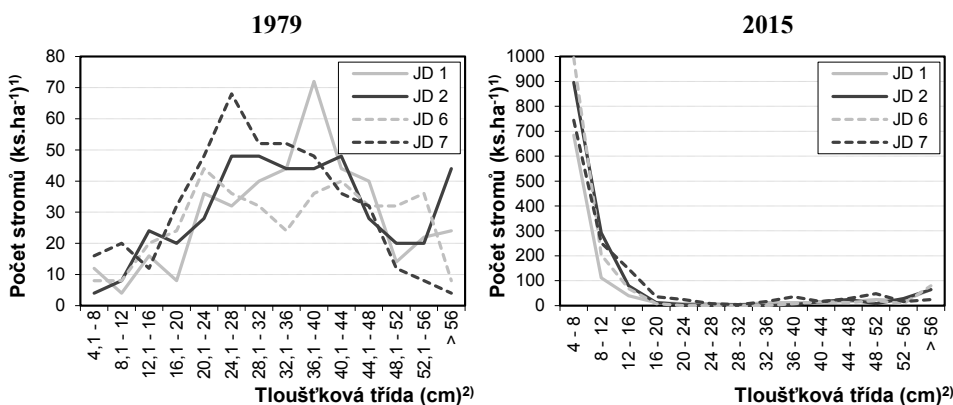 1979
80
70
60
50
40
30
20
10
0
Počet stromů (ks.ha⁻¹)¹⁾
JD 1
JD 2
JD 6
JD 7
4,1 - 8
8,1 - 12
12,1 - 16
16,1 - 20
20,1 - 24
24,1 - 28
28,1 - 32
32,1 - 36
36,1 - 40
40,1 - 44
44,1 - 48
48,1 - 52
52,1 - 56
> 56
Tloušťková třída (cm)²⁾
2015
1000
900
800
700
600
500
400
300
200
100
0
Počet stromů (ks.ha⁻¹)¹⁾
JD 1
JD 2
JD 6
JD 7
4 - 8
8 - 12
12 - 16
16 - 20
20 - 24
24 - 28
28 - 32
32 - 36
36 - 40
40 - 44
44 - 48
48 - 52
52 - 56
> 56
Tloušťková třída (cm)²⁾